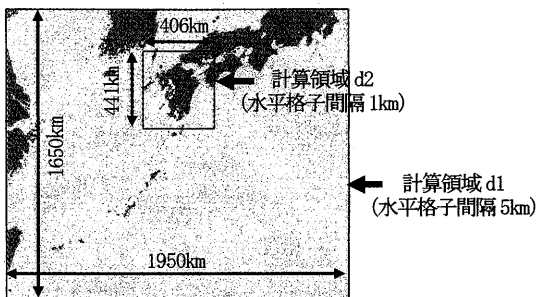 406km
441km
計算領域 d2
(水平格子間隔 1km)
1650km
計算領域 d1
(水平格子間隔 5km)
1950km